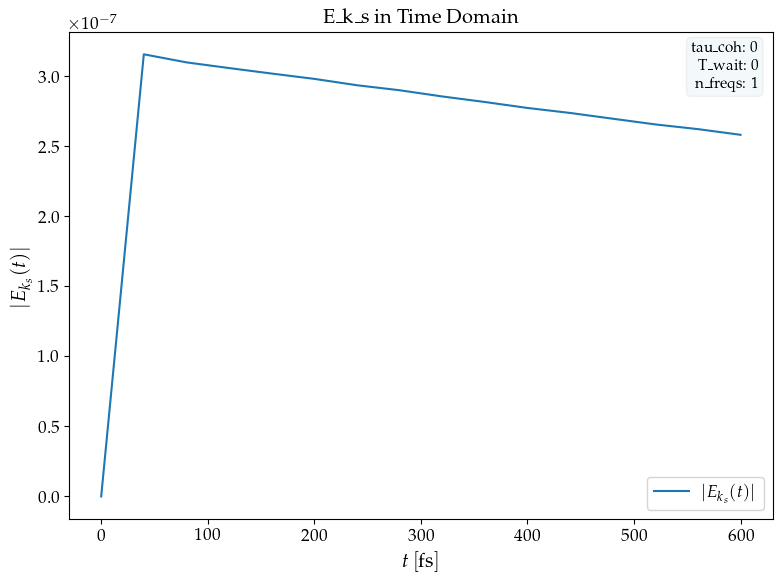 E_k_s in Time Domain
×10⁻⁷
tau_coh: 0
T_wait: 0
n_freqs: 1
3.0
2.5
2.0
1.5
1.0
0.5
0.0
|E_{k_s}(t)|
|E_{k_s}(t)|
0 100 200 300 400 500 600
t [fs]